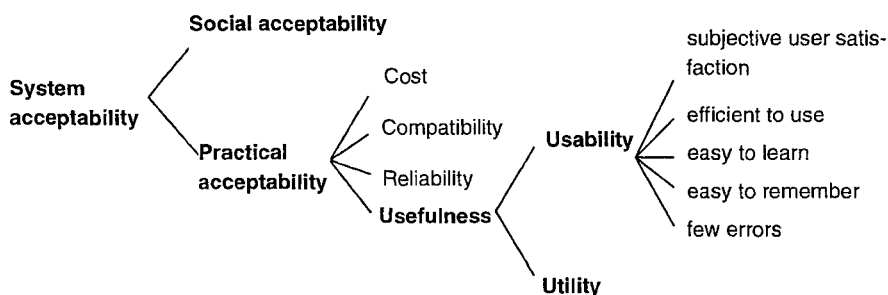 Social acceptability
System
acceptability
Practical
acceptability
Cost
Compatibility
Reliability
Usefulness
Usability
Utility
subjective user satis-
faction
efficient to use
easy to learn
easy to remember
few errors